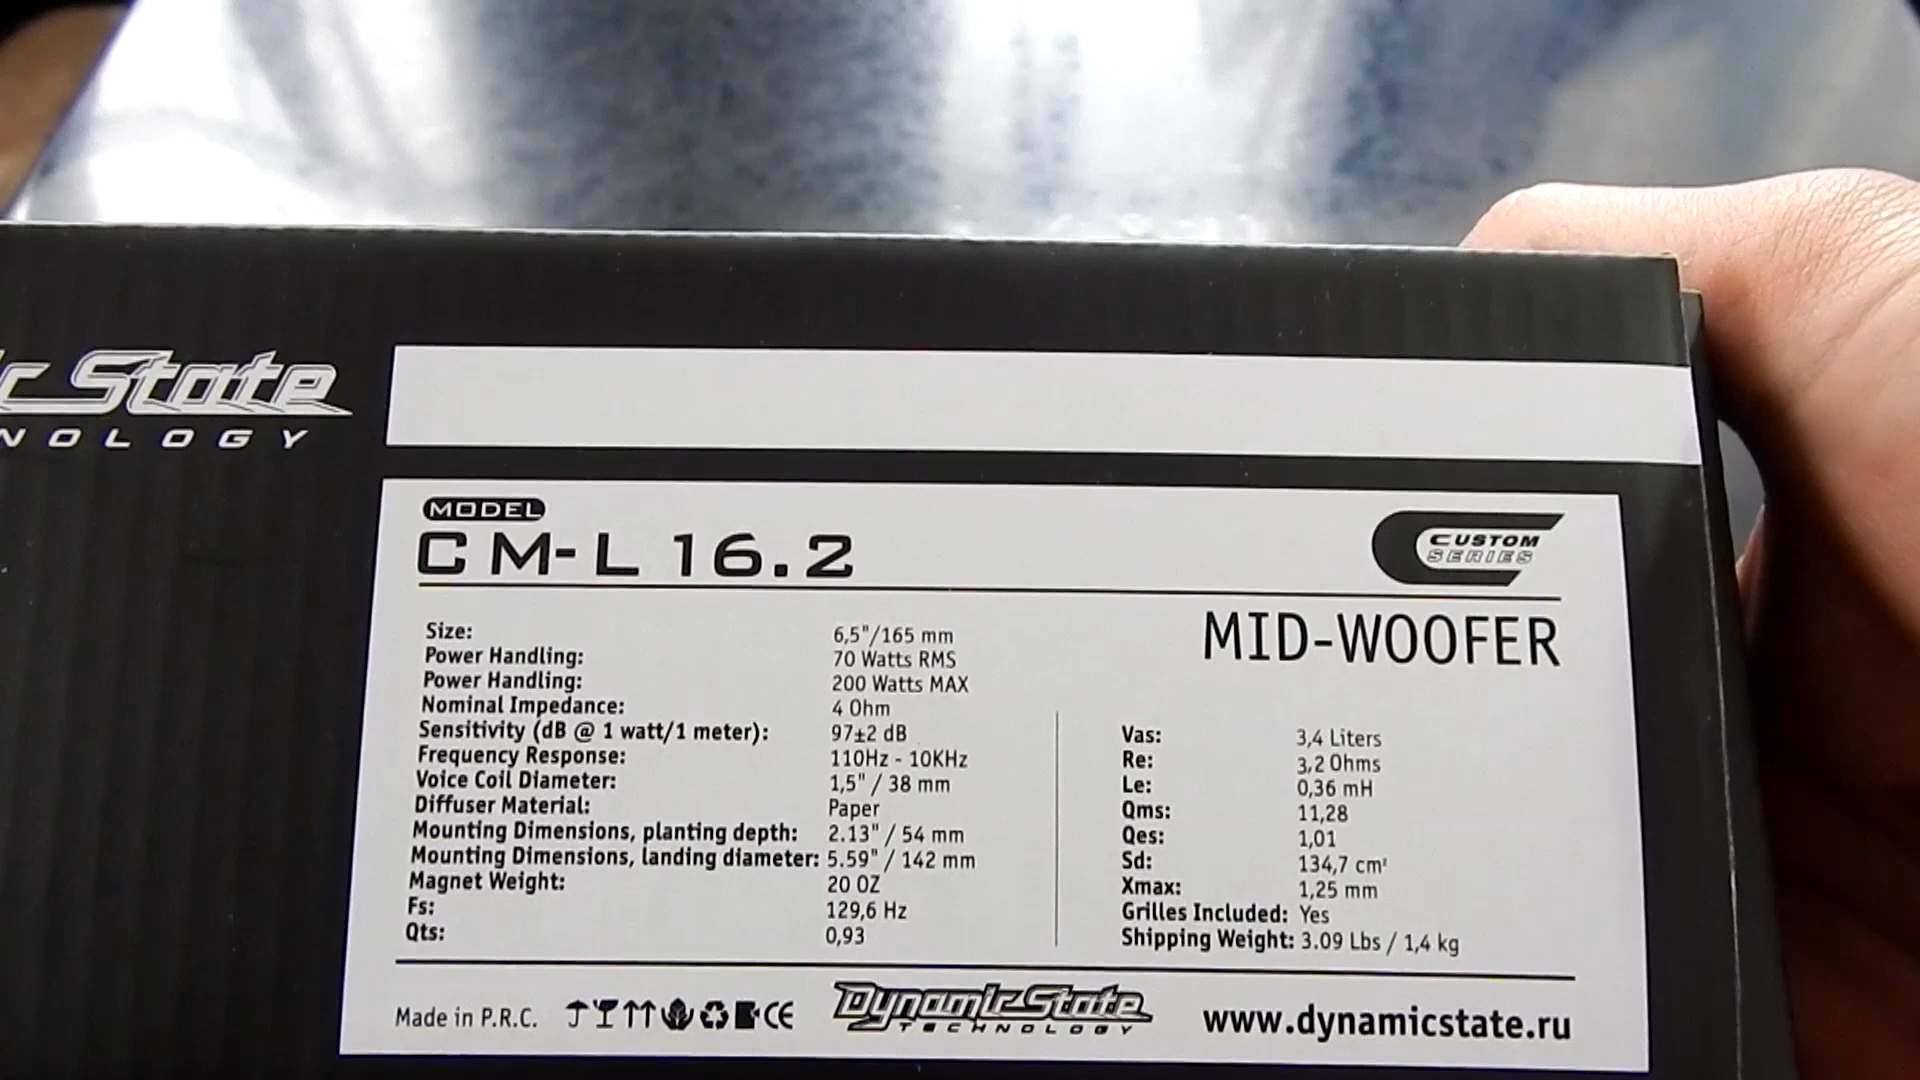 c State
NOLOGY
MODEL
CM-L 16.2
CUSTOM
SERIES
MID-WOOFER
Size: 6,5"/165 mm
Power Handling: 70 Watts RMS
Power Handling: 200 Watts MAX
Nominal Impedance: 4 Ohm
Sensitivity (dB @ 1 watt/1 meter): 97±2 dB
Frequency Response: 110Hz - 10KHz
Voice Coil Diameter: 1,5" / 38 mm
Diffuser Material: Paper
Mounting Dimensions, planting depth: 2.13" / 54 mm
Mounting Dimensions, landing diameter: 5.59" / 142 mm
Magnet Weight: 20 OZ
Fs: 129,6 Hz
Qts: 0,93
Vas: 3,4 Liters
Re: 3,2 Ohms
Le: 0,36 mH
Qms: 11,28
Qes: 1,01
Sd: 134,7 cm²
Xmax: 1,25 mm
Grilles Included: Yes
Shipping Weight: 3.09 Lbs / 1,4 kg
Made in P.R.C.
CE
Dynamic State
TECHNOLOGY
www.dynamicstate.ru